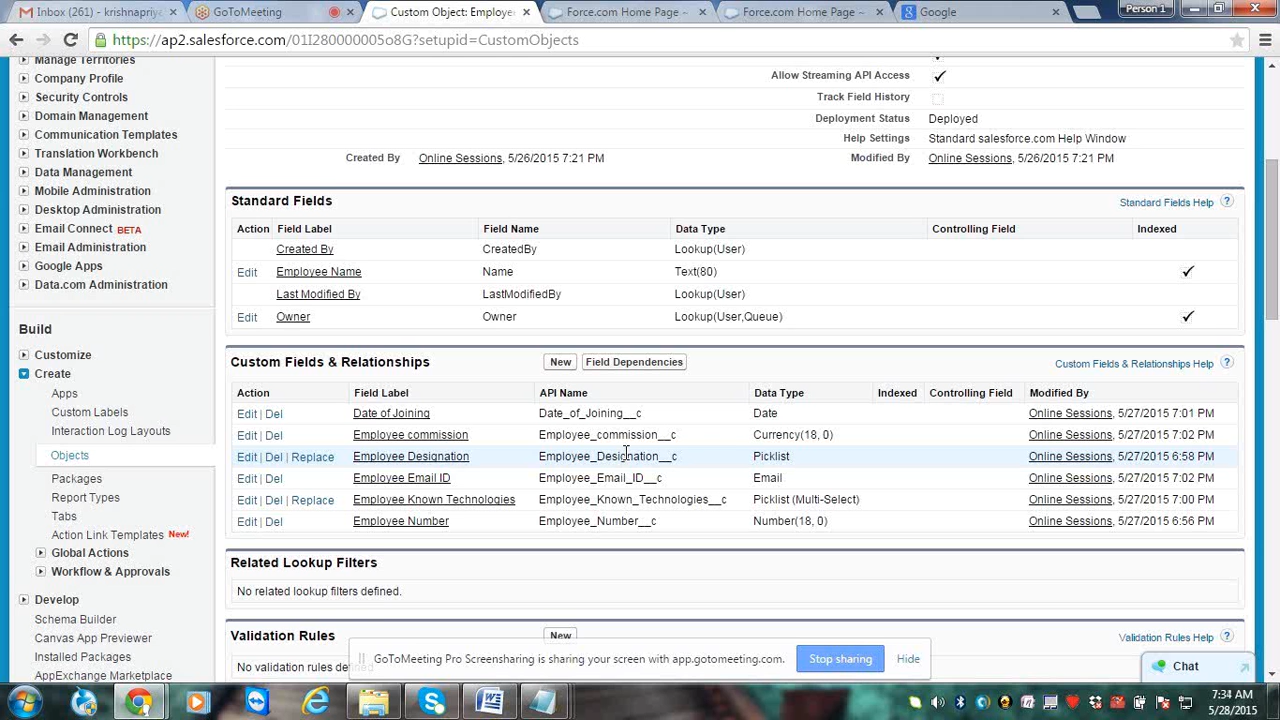 Inbox (261) - krishnapriy
GoToMeeting
Custom Object: Employe
Force.com Home Page ~
Force.com Home Page ~
Google
Person 1
https://ap2.salesforce.com/01I280000005o8G?setupid=CustomObjects
Manage Territories
Company Profile
Security Controls
Domain Management
Communication Templates
Translation Workbench
Data Management
Mobile Administration
Desktop Administration
Email Connect BETA
Email Administration
Google Apps
Data.com Administration
Build
Customize
Create
Apps
Custom Labels
Interaction Log Layouts
Objects
Packages
Report Types
Tabs
Action Link Templates New!
Global Actions
Workflow & Approvals
Develop
Schema Builder
Canvas App Previewer
Installed Packages
AppExchange Marketplace
Allow Streaming API Access
Track Field History
Deployment Status Deployed
Help Settings Standard salesforce.com Help Window
Created By Online Sessions, 5/26/2015 7:21 PM Modified By Online Sessions, 5/26/2015 7:21 PM
Standard Fields Standard Fields Help ?
Action Field Label Field Name Data Type Controlling Field Indexed
Created By CreatedBy Lookup(User)
Edit Employee Name Name Text(80)
Last Modified By LastModifiedBy Lookup(User)
Edit Owner Owner Lookup(User,Queue)
Custom Fields & Relationships New Field Dependencies Custom Fields & Relationships Help ?
Action Field Label API Name Data Type Indexed Controlling Field Modified By
Edit | Del Date of Joining Date_of_Joining__c Date Online Sessions, 5/27/2015 7:01 PM
Edit | Del Employee commission Employee_commission__c Currency(18, 0) Online Sessions, 5/27/2015 7:02 PM
Edit | Del | Replace Employee Designation Employee_Designation__c Picklist Online Sessions, 5/27/2015 6:58 PM
Edit | Del Employee Email ID Employee_Email_ID__c Email Online Sessions, 5/27/2015 7:02 PM
Edit | Del | Replace Employee Known Technologies Employee_Known_Technologies__c Picklist (Multi-Select) Online Sessions, 5/27/2015 7:00 PM
Edit | Del Employee Number Employee_Number__c Number(18, 0) Online Sessions, 5/27/2015 6:56 PM
Related Lookup Filters
No related lookup filters defined.
Validation Rules New Validation Rules Help ?
No validation rules
GoToMeeting Pro Screensharing is sharing your screen with app.gotomeeting.com. Stop sharing Hide
Chat
7:34 AM
5/28/2015